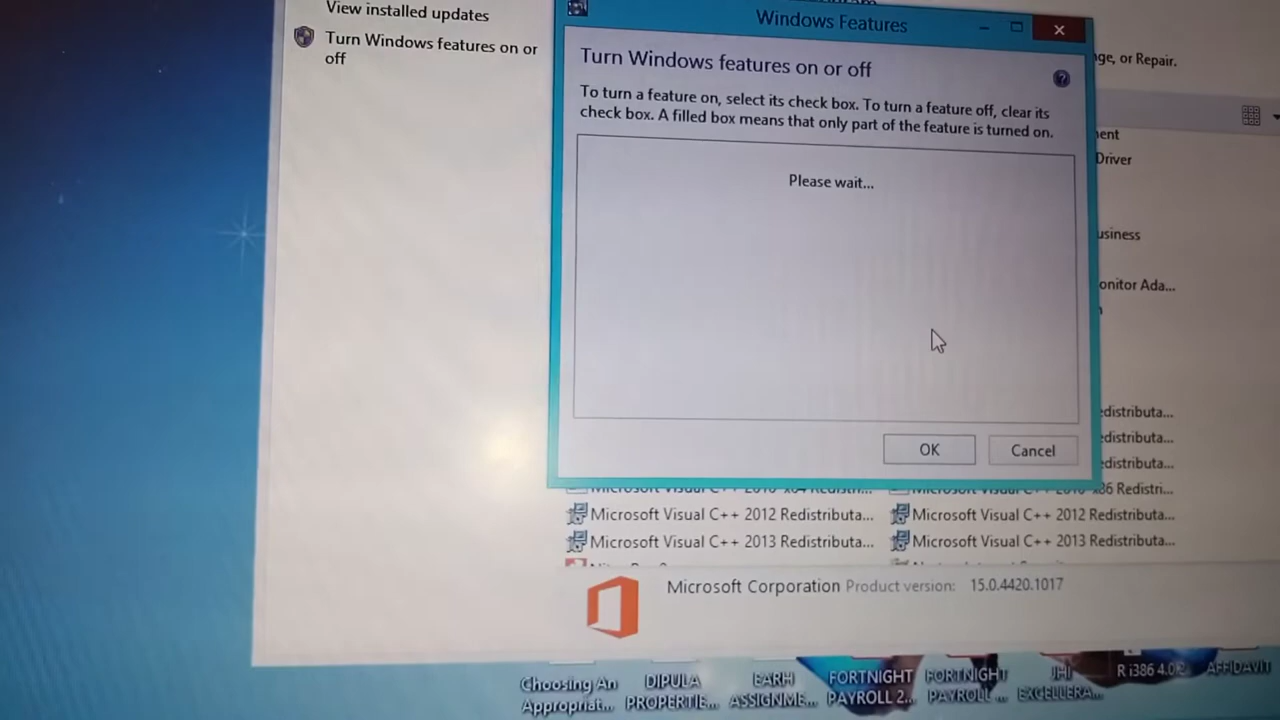 View installed updates
Turn Windows features on or
off
Windows Features
Turn Windows features on or off
To turn a feature on, select its check box. To turn a feature off, clear its
check box. A filled box means that only part of the feature is turned on.
Please wait...
OK
Cancel
or Repair.
Driver
onitor Ada...
edistributa...
edistributa...
edistributa...
x86 Redistri...
Microsoft Visual C++ 2012 Redistributa...
Microsoft Visual C++ 2012 Redistributa...
Microsoft Visual C++ 2013 Redistributa...
Microsoft Visual C++ 2013 Redistributa...
Microsoft Corporation Product version: 15.0.4420.1017
Choosing An
Appropriat...
DIPULA
PROPERTIE...
EARH
ASSIGNME...
FORTNIGHT
PAYROLL 2...
FORTNIGHT
PAYROLL ...
JHI
EXCELLERA...
R i386 4.0.2
AFFIDAVIT